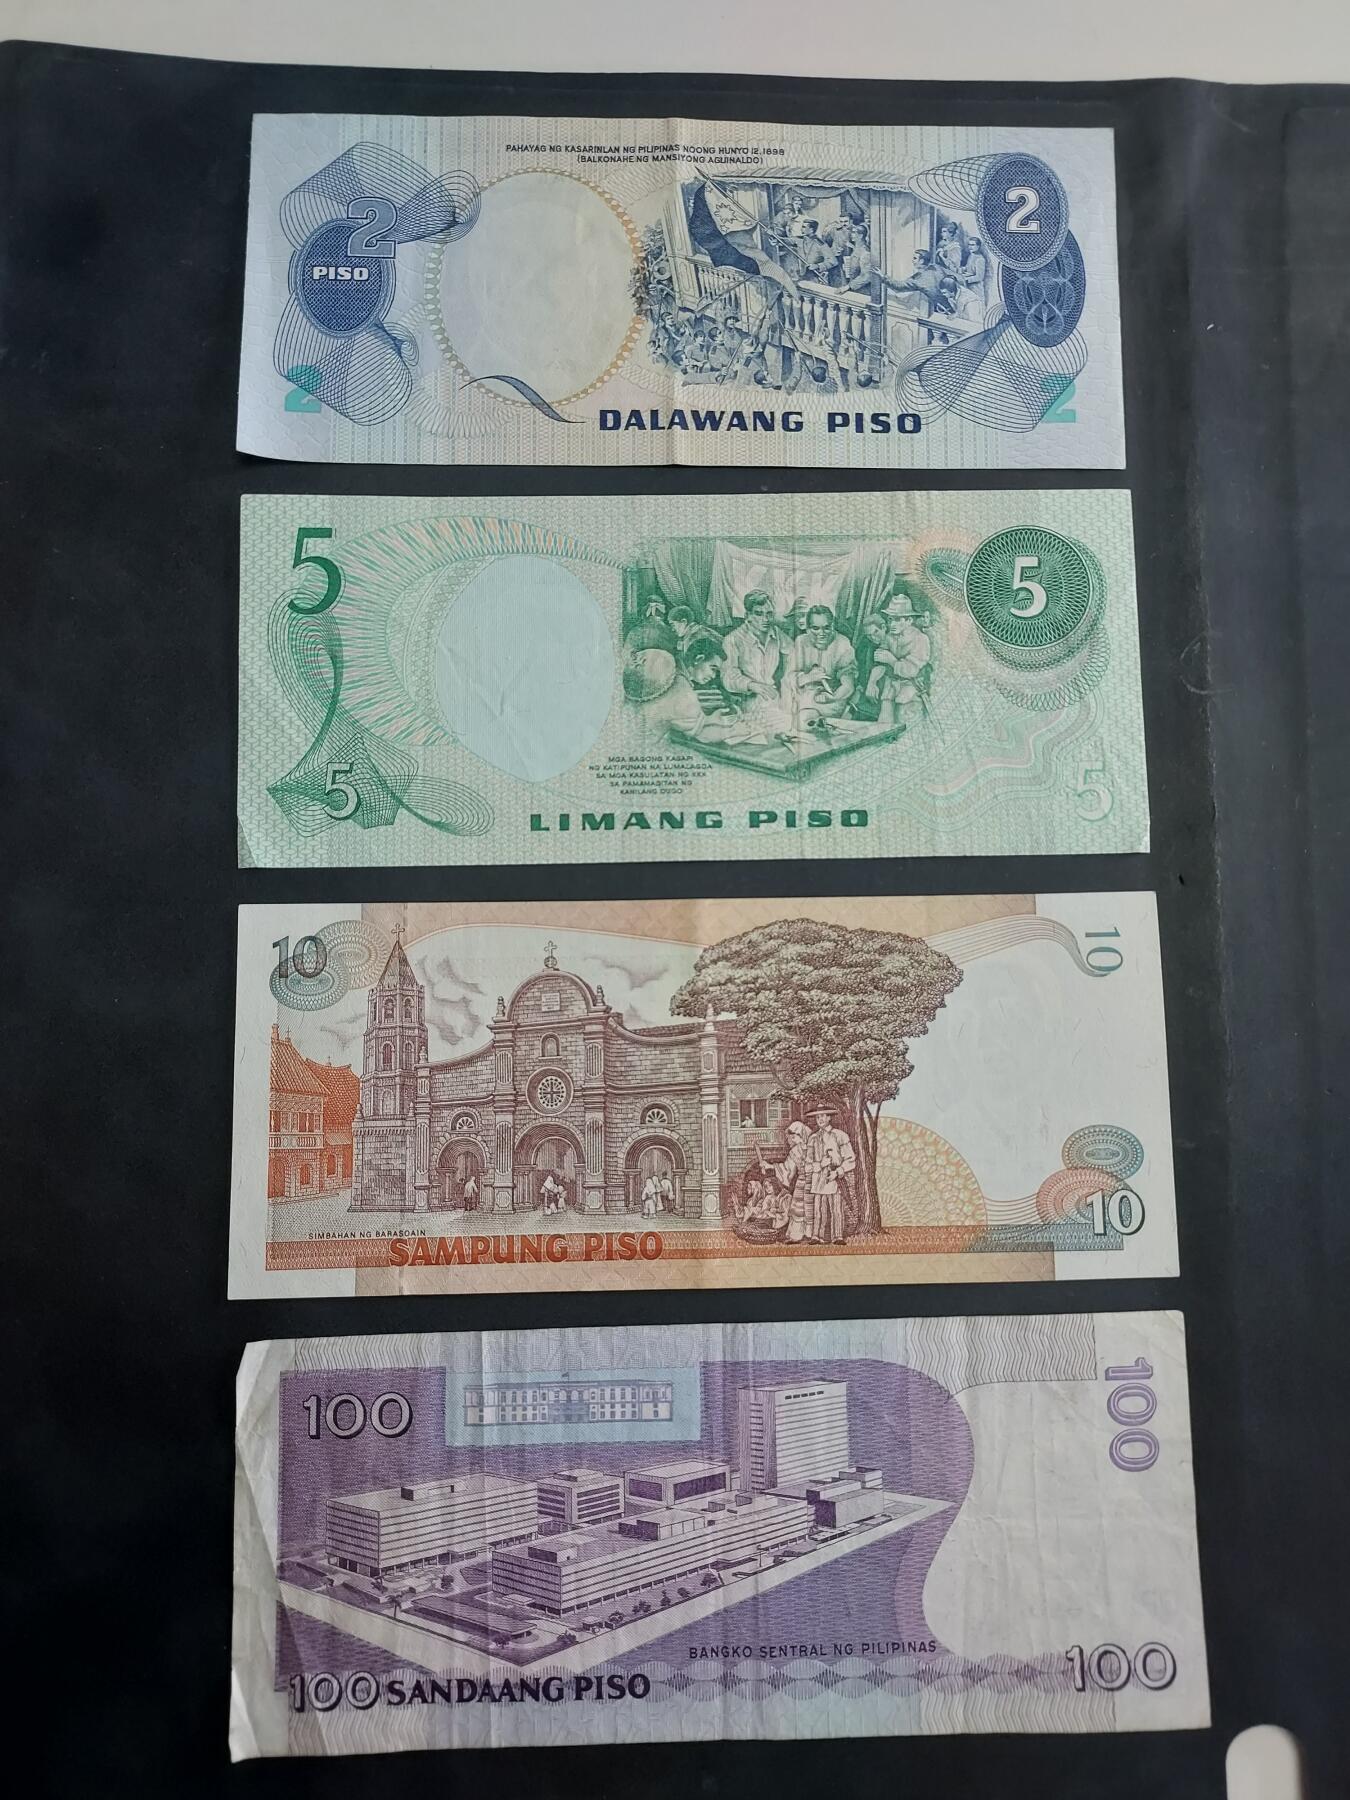 PAHAYAG NG KASARINLAN NG PILIPINAS NOONG HUNYO 12, 1898
(BALKONAHE NG MANSIYONG AGUINALDO)
2
PISO
2
2
2
DALAWANG PISO
5
KKK
5
MGA BAGONG KASAPI
NG KATIPUNAN NA LUMALAGDA
SA MGA KASULATAN NG KKK
SA PAMAMAGITAN NG
KANILANG DUGO
5
5
LIMANG PISO
10
10
10
SIMBAHAN NG BARASOAIN
SAMPUNG PISO
100
100
BANGKO SENTRAL NG PILIPINAS
100 SANDAANG PISO
100